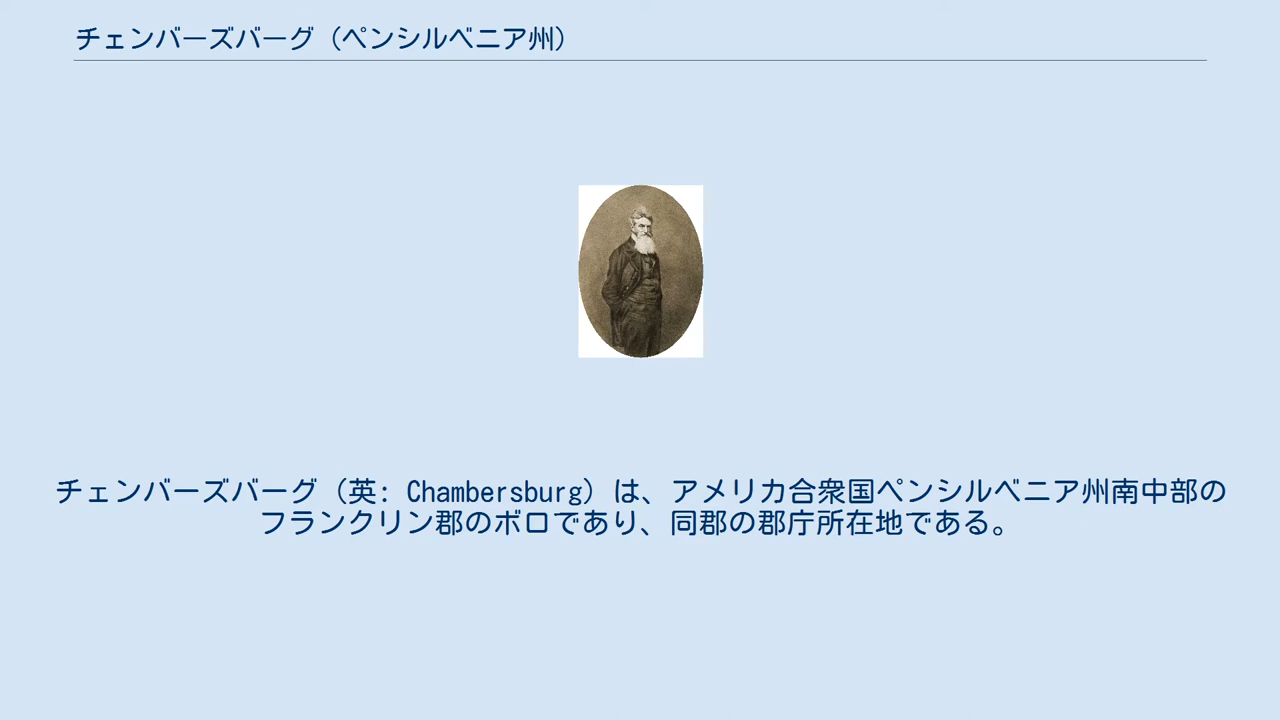 チェンバーズバーグ（ペンシルベニア州）
チェンバーズバーグ（英: Chambersburg）は、アメリカ合衆国ペンシルベニア州南中部の
フランクリン郡のボロであり、同郡の郡庁所在地である。